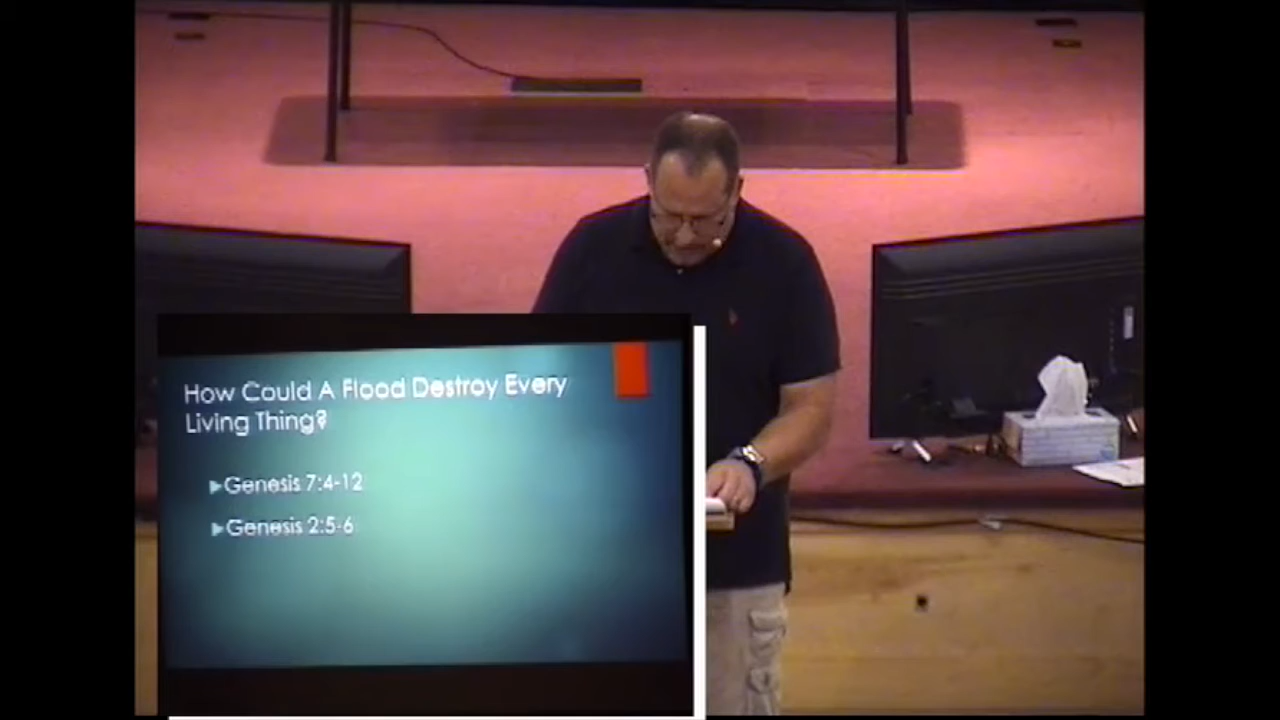 How Could A Flood Destroy Every
Living Thing?
Genesis 7:4-12
Genesis 2:5-6